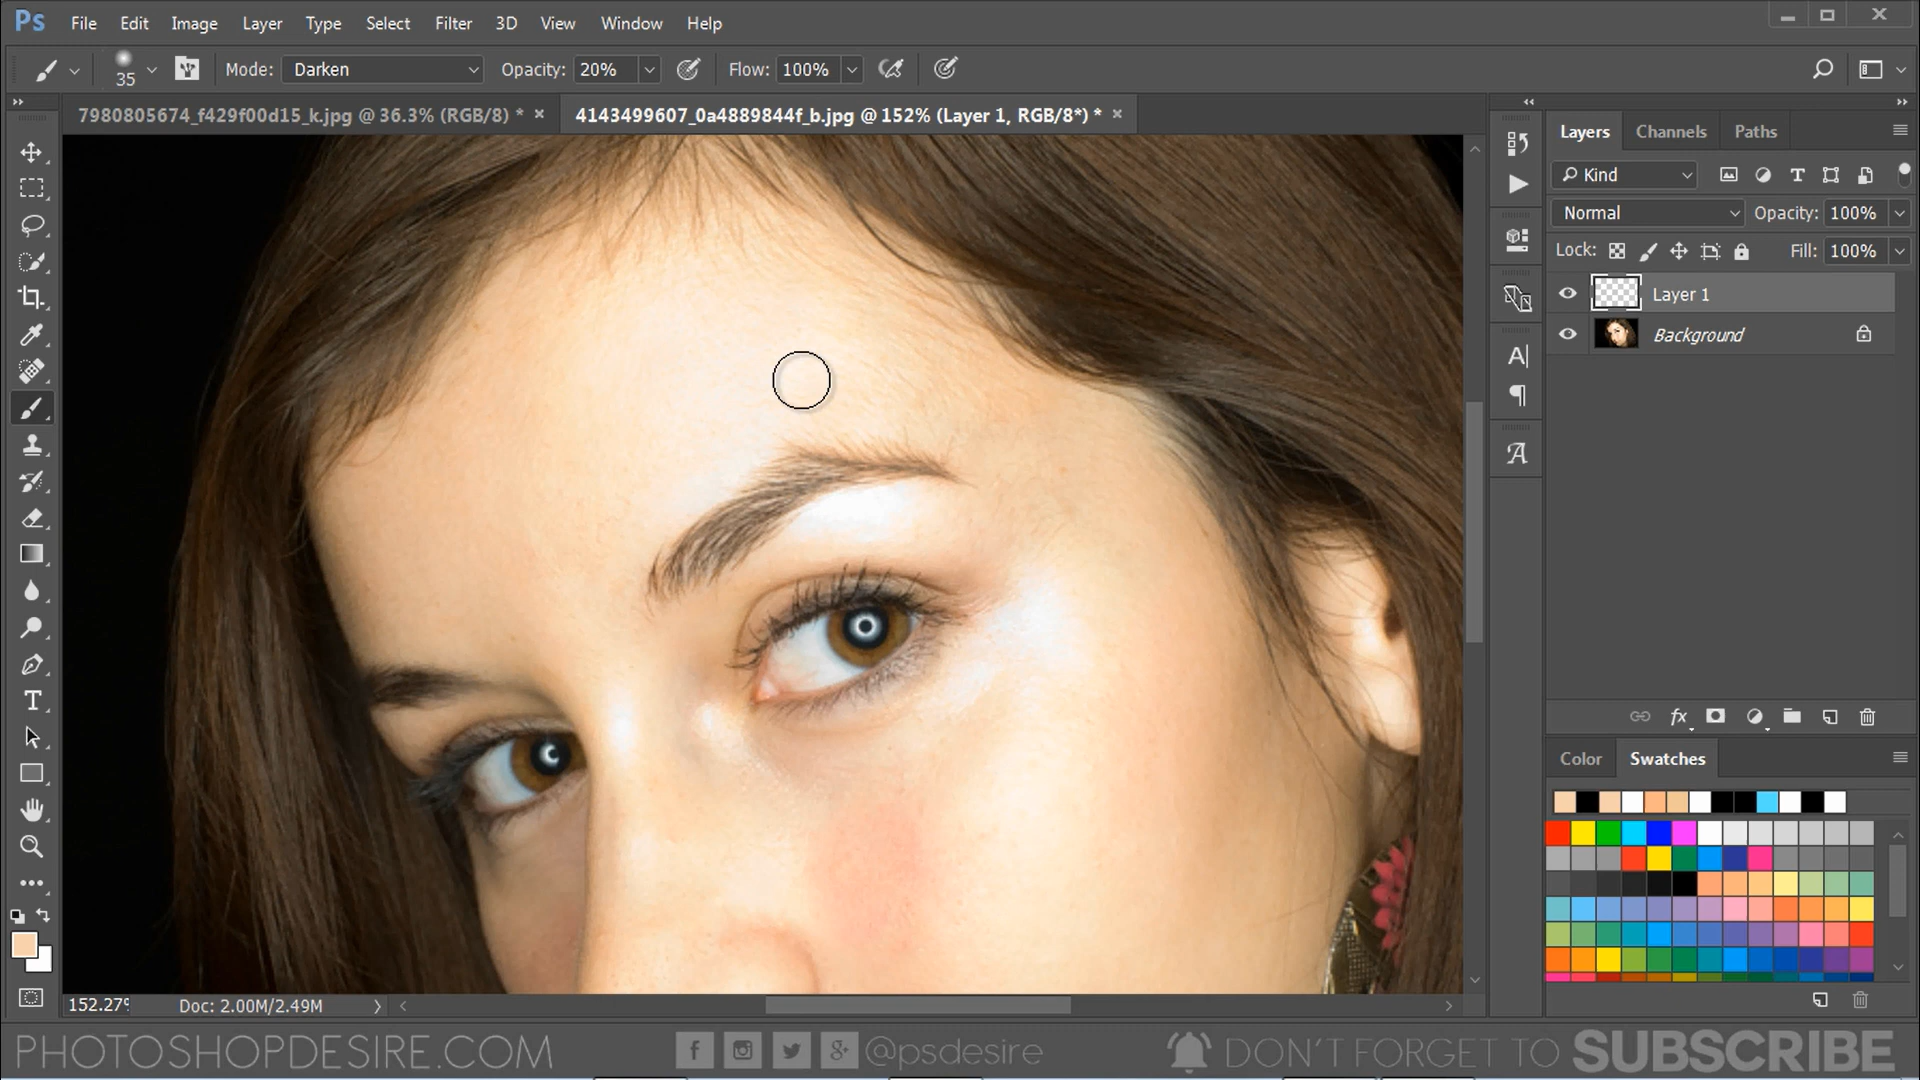 Ps File Edit Image Layer Type Select Filter 3D View Window Help
35 Mode: Darken Opacity: 20% Flow: 100%
7980805674_f429f00d15_k.jpg @ 36.3% (RGB/8) * × 4143499607_0a4889844f_b.jpg @ 152% (Layer 1, RGB/8*) * ×
Layers Channels Paths
Kind
Normal Opacity: 100%
Lock: Fill: 100%
Layer 1
Background
Color Swatches
152.27% Doc: 2.00M/2.49M
PHOTOSHOPDESIRE.COM @psdesire DON'T FORGET TO SUBSCRIBE